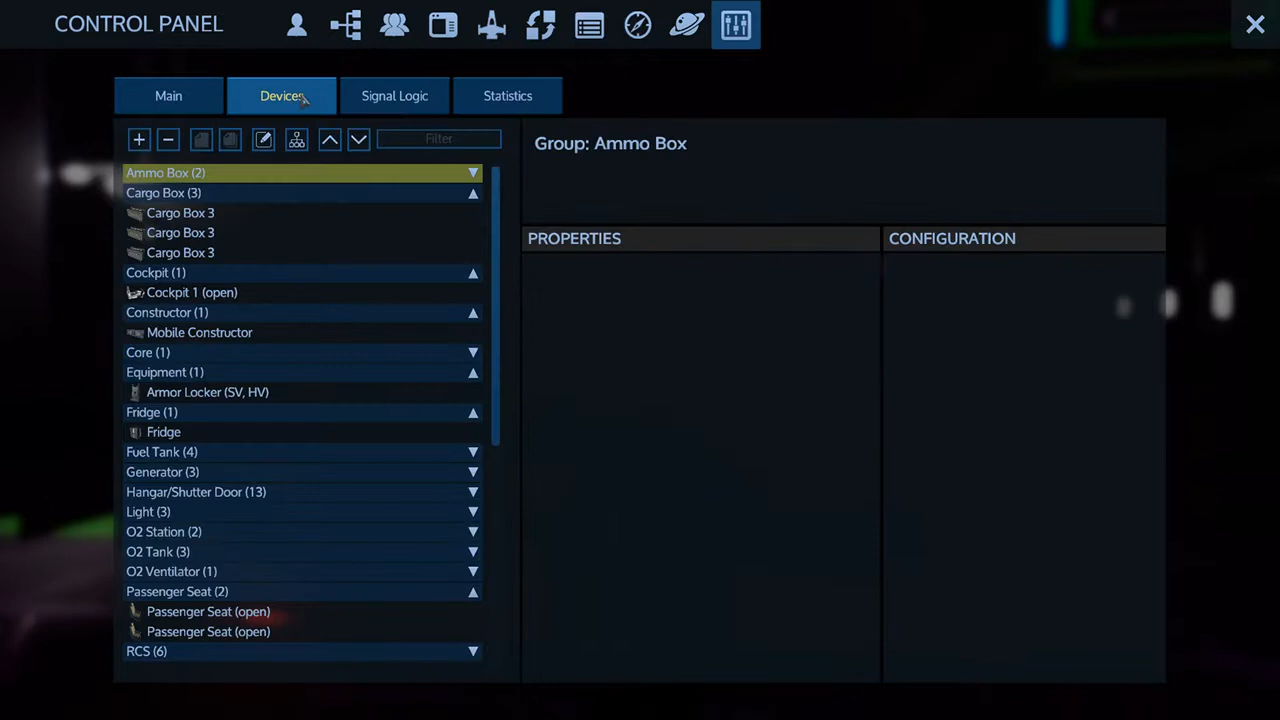 CONTROL PANEL
Main
Devices
Signal Logic
Statistics
Filter
Ammo Box (2)
Cargo Box (3)
Cargo Box 3
Cargo Box 3
Cargo Box 3
Cockpit (1)
Cockpit 1 (open)
Constructor (1)
Mobile Constructor
Core (1)
Equipment (1)
Armor Locker (SV, HV)
Fridge (1)
Fridge
Fuel Tank (4)
Generator (3)
Hangar/Shutter Door (13)
Light (3)
O2 Station (2)
O2 Tank (3)
O2 Ventilator (1)
Passenger Seat (2)
Passenger Seat (open)
Passenger Seat (open)
RCS (6)
Group: Ammo Box
PROPERTIES
CONFIGURATION